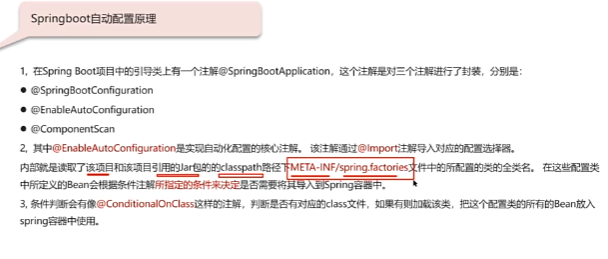 Springboot自动配置原理
1，在Spring Boot项目中的引导类上有一个注解@SpringBootApplication，这个注解是对三个注解进行了封装，分别是：
● @SpringBootConfiguration
● @EnableAutoConfiguration
● @ComponentScan
2，其中@EnableAutoConfiguration是实现自动化配置的核心注解。 该注解通过@Import注解导入对应的配置选择器。
内部就是读取了该项目和该项目引用的Jar包的的classpath路径下META-INF/spring.factories文件中的所配置的类的全类名。 在这些配置类
中所定义的Bean会根据条件注解所指定的条件来决定是否需要将其导入到Spring容器中。
3，条件判断会有像@ConditionalOnClass这样的注解，判断是否有对应的class文件，如果有则加载该类，把这个配置类的所有的Bean放入
spring容器中使用。